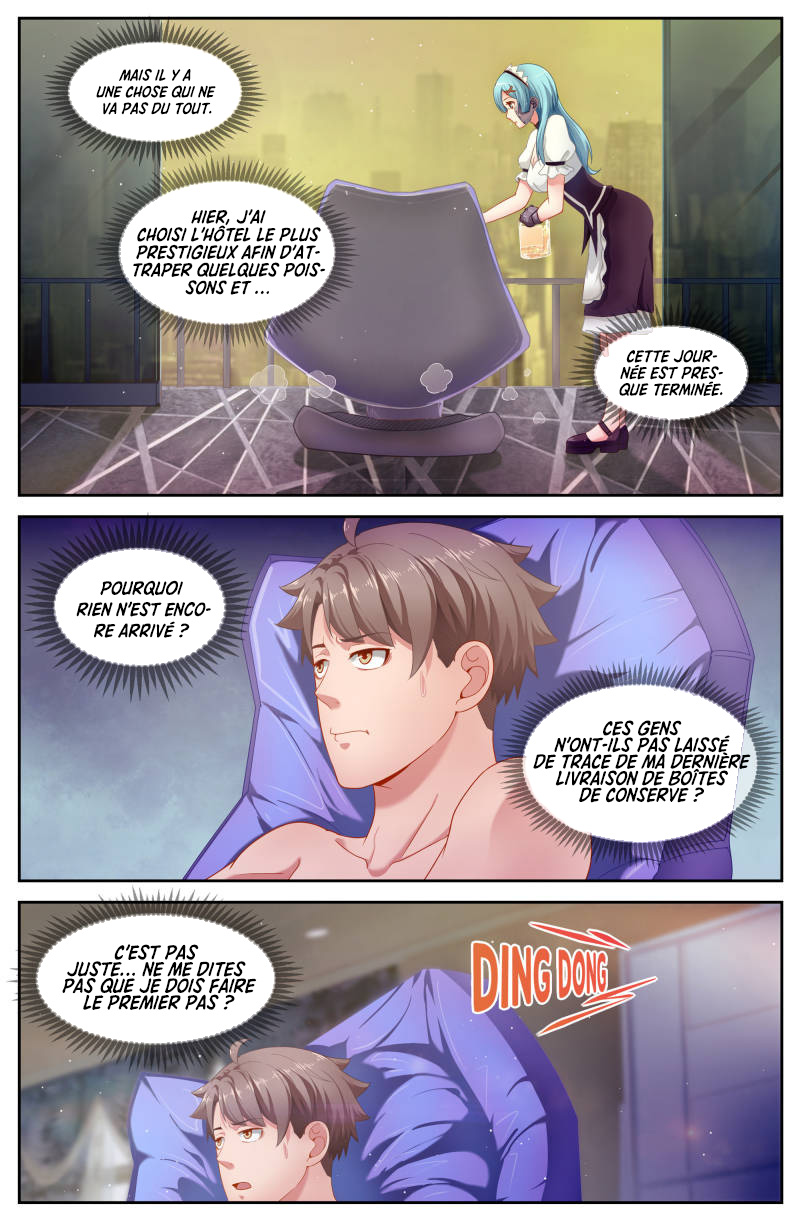 MAIS IL Y A
UNE CHOSE QUI NE
VA PAS DU TOUT.
HIER, J'AI
CHOISI L'HÔTEL LE PLUS
PRESTIGIEUX AFIN D'AT-
TRAPER QUELQUES POIS-
SONS ET ...
CETTE JOUR-
NÉE EST PRES-
QUE TERMINÉE.
POURQUOI
RIEN N'EST ENCO-
RE ARRIVÉ ?
CES GENS
N'ONT-ILS PAS LAISSÉ
DE TRACE DE MA DERNIÈRE
LIVRAISON DE BOÎTES
DE CONSERVE ?
C'EST PAS
JUSTE... NE ME DITES
PAS QUE JE DOIS FAIRE
LE PREMIER PAS ?
DING DONG